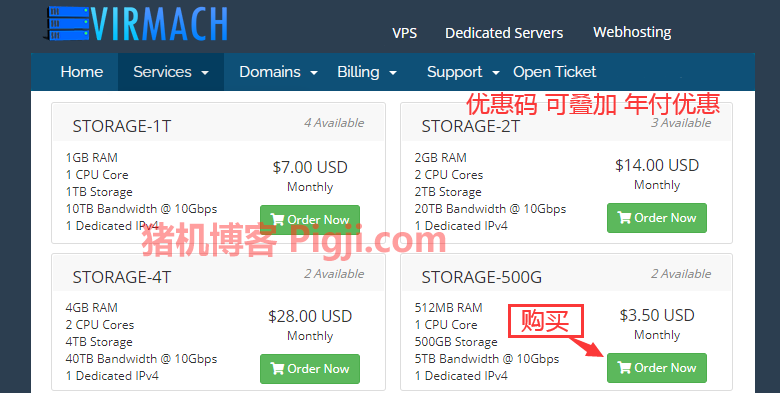 VIRMACH
VPS Dedicated Servers Webhosting
Home Services Domains Billing Support Open Ticket
优惠码 可叠加 年付优惠
STORAGE-1T 4 Available
1GB RAM
1 CPU Core
1TB Storage
10TB Bandwidth @ 10Gbps
1 Dedicated IPv4
$7.00 USD
Monthly
Order Now
STORAGE-2T 3 Available
2GB RAM
2 CPU Cores
2TB Storage
20TB Bandwidth @ 10Gbps
1 Dedicated IPv4
$14.00 USD
Monthly
Order Now
猪机博客 Pigji.com
STORAGE-4T 2 Available
4GB RAM
2 CPU Cores
4TB Storage
40TB Bandwidth @ 10Gbps
1 Dedicated IPv4
$28.00 USD
Monthly
Order Now
STORAGE-500G 2 Available
512MB RAM
1 CPU Core
500GB Storage
5TB Bandwidth @ 10Gbps
1 Dedicated IPv4
购买
$3.50 USD
Monthly
Order Now